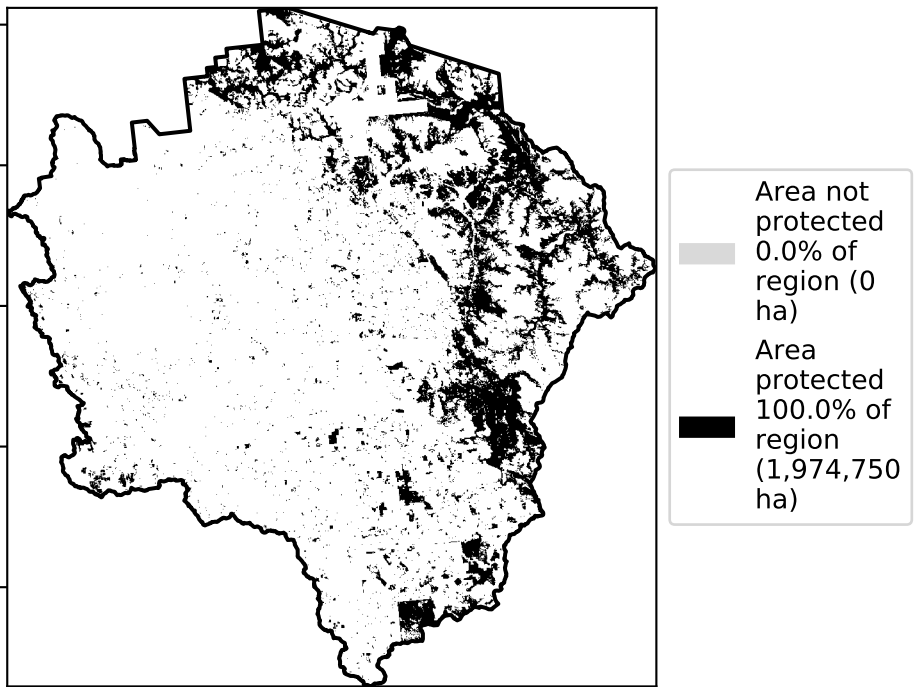 Area not
protected
0.0% of
region (0
ha)
Area
protected
100.0% of
region
(1,974,750
ha)